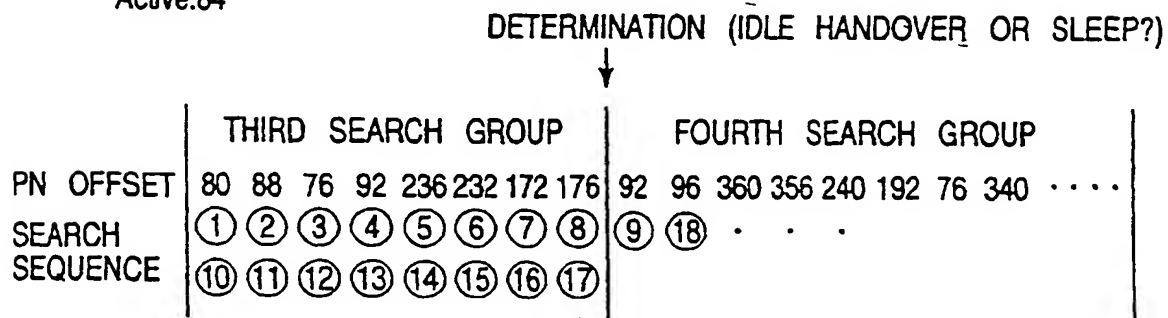 Active:84
DETERMINATION (IDLE HANDOVER OR SLEEP?)
THIRD SEARCH GROUP FOURTH SEARCH GROUP
PN OFFSET 80 88 76 92 236 232 172 176 92 96 360 356 240 192 76 340 ····
SEARCH SEQUENCE ① ② ③ ④ ⑤ ⑥ ⑦ ⑧ ⑨ ⑱ · · ·
⑩ ⑪ ⑫ ⑬ ⑭ ⑮ ⑯ ⑰